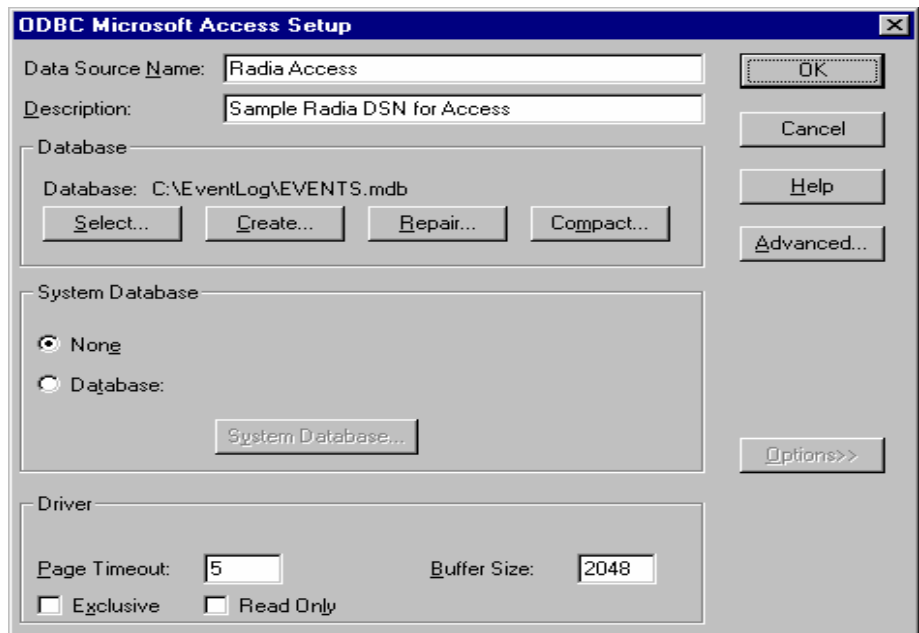 ODBC Microsoft Access Setup
Data Source Name: Radia Access
OK
Description: Sample Radia DSN for Access
Cancel
Database
Database: C:\EventLog\EVENTS.mdb
Help
Select... Create... Repair... Compact...
Advanced...
System Database
None
Database:
System Database...
Options>>
Driver
Page Timeout: 5 Buffer Size: 2048
Exclusive Read Only